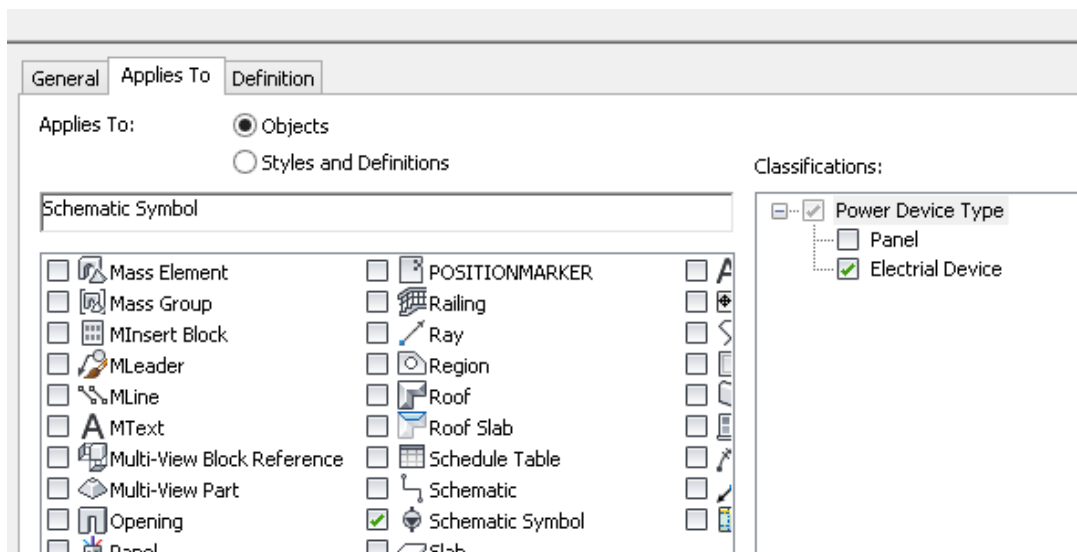 General Applies To Definition
Applies To: Objects
Styles and Definitions
Classifications:
Schematic Symbol
Power Device Type
Panel
Electrial Device
Mass Element POSITIONMARKER
Mass Group Railing
MInsert Block Ray
MLeader Region
MLine Roof
MText Roof Slab
Multi-View Block Reference Schedule Table
Multi-View Part Schematic
Opening Schematic Symbol
Panel Slab